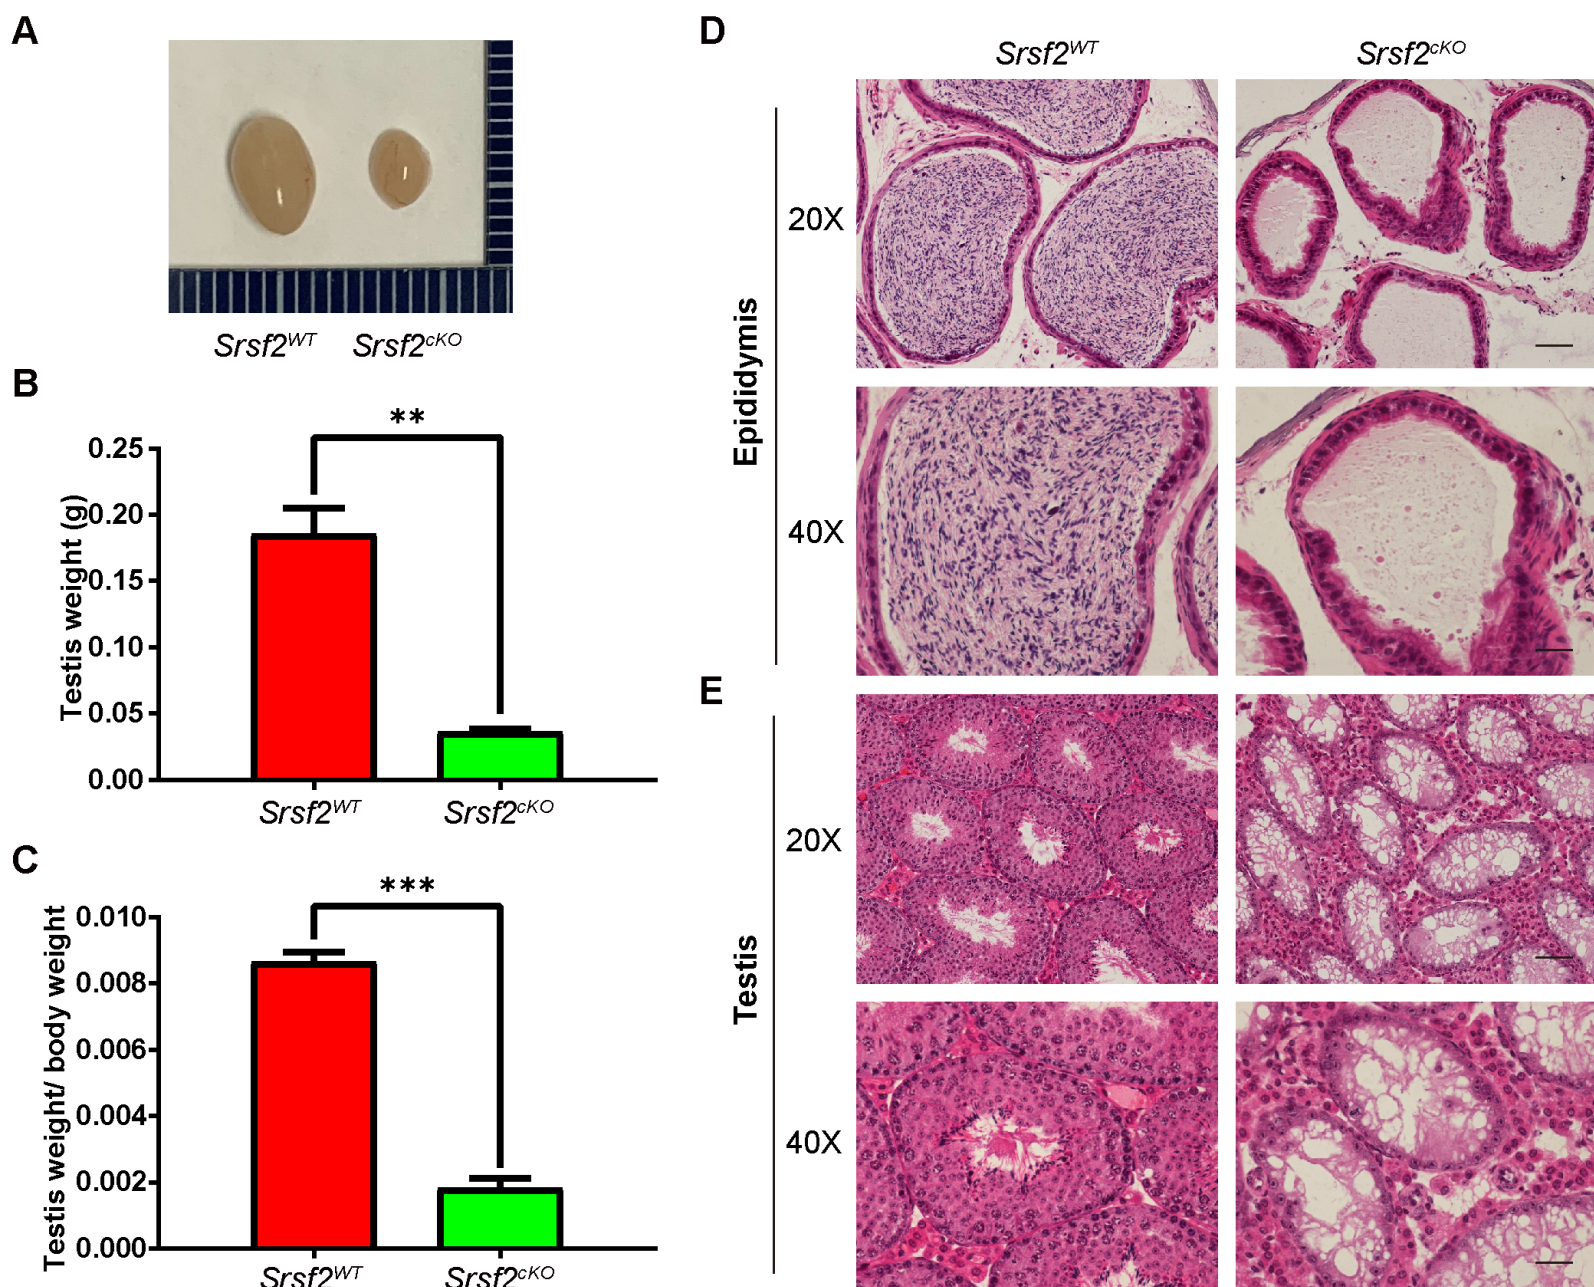 A
Srsf2WT Srsf2cKO
B
**
Testis weight (g)
0.25
0.20
0.15
0.10
0.05
0.00
Srsf2WT Srsf2cKO
C
***
Testis weight/ body weight
0.010
0.008
0.006
0.004
0.002
0.000
Srsf2WT Srsf2cKO
D
Srsf2WT Srsf2cKO
Epididymis
20X
40X
E
Testis
20X
40X